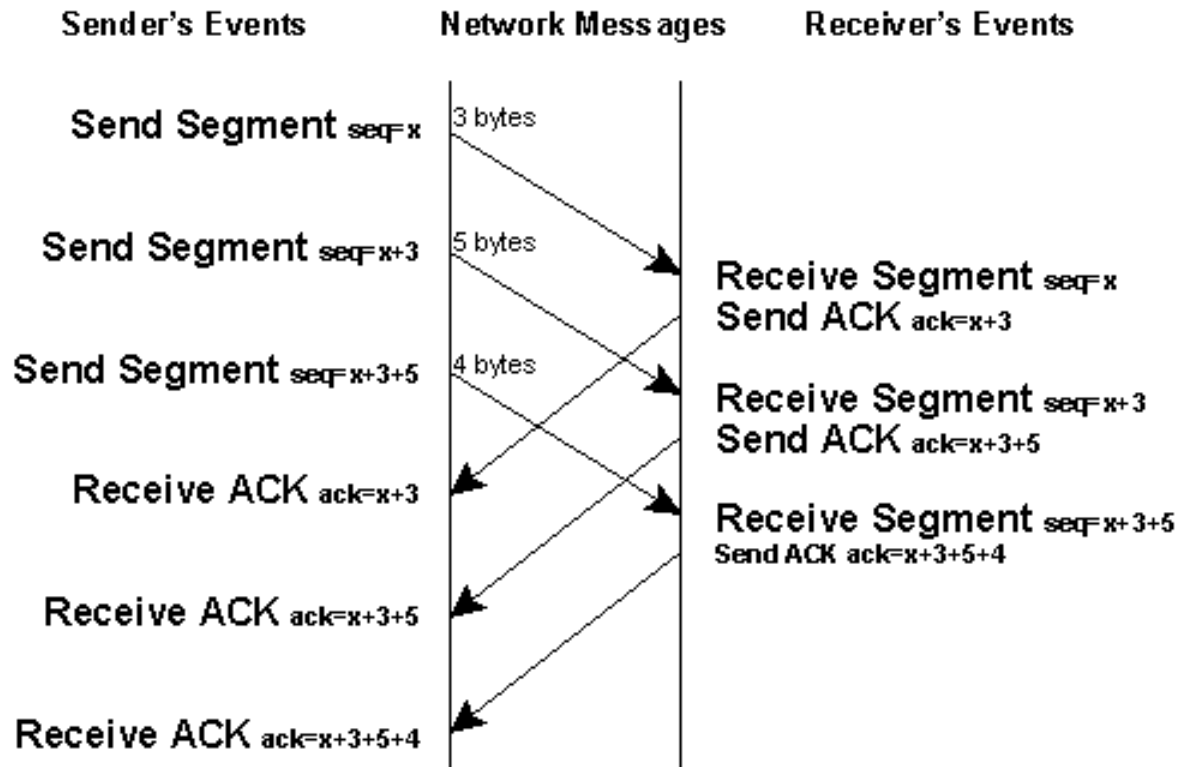 Sender's Events Network Messages Receiver's Events
Send Segment seq=x
3 bytes
Send Segment seq=x+3
5 bytes
Receive Segment seq=x
Send ACK ack=x+3
Send Segment seq=x+3+5
4 bytes
Receive Segment seq=x+3
Send ACK ack=x+3+5
Receive ACK ack=x+3
Receive Segment seq=x+3+5
Send ACK ack=x+3+5+4
Receive ACK ack=x+3+5
Receive ACK ack=x+3+5+4